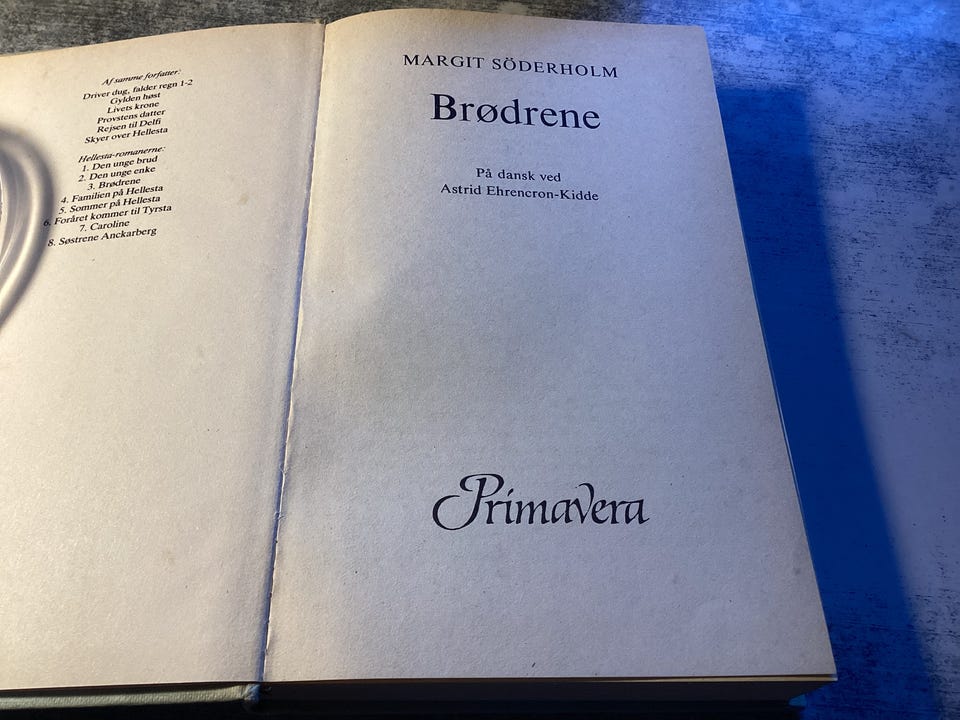 Af samme forfatter:
Driver dug, falder regn 1-2
Gylden høst
Livets krone
Provstens datter
Rejsen til Delfi
Skyer over Hellesta
Hellesta-romanerne:
1. Den unge brud
2. Den unge enke
3. Brødrene
4. Familien på Hellesta
5. Sommer på Hellesta
6. Foråret kommer til Tyrsta
7. Caroline
8. Søstrene Anckarberg
MARGIT SÖDERHOLM
Brødrene
På dansk ved
Astrid Ehrencron-Kidde
Primavera